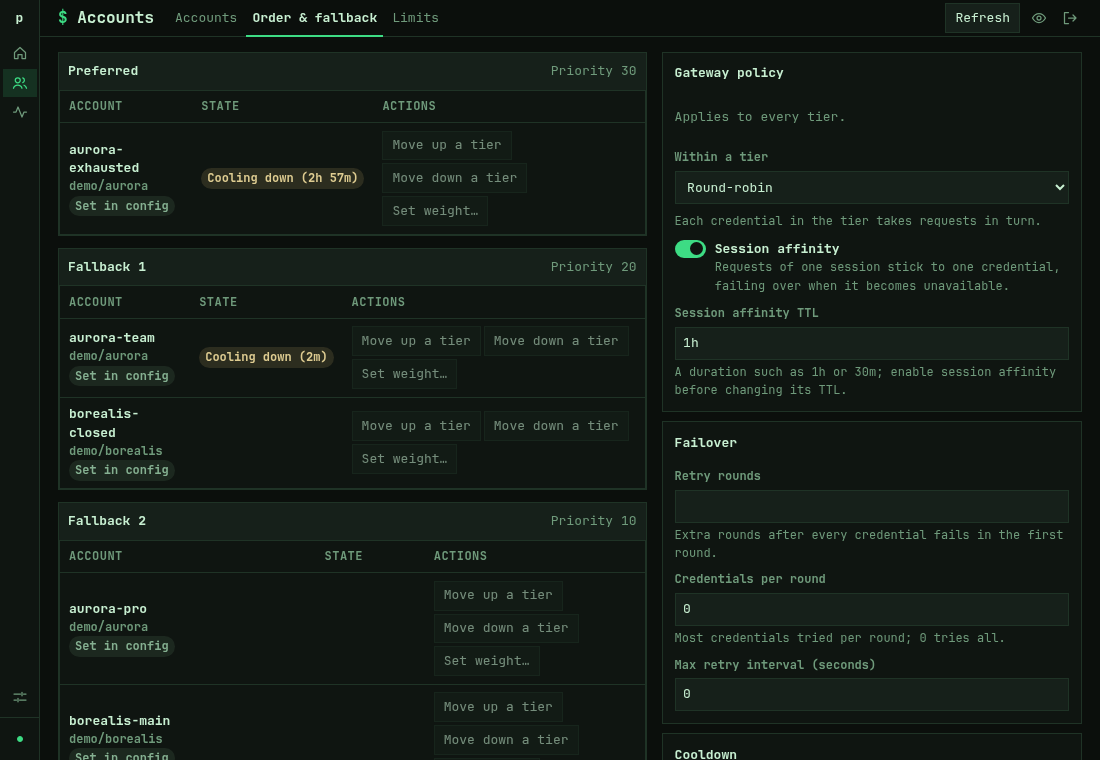 p
$ Accounts
Accounts
Order & fallback
Limits
Refresh
Preferred
Priority 30
ACCOUNT STATE ACTIONS
aurora-
exhausted
demo/aurora
Set in config
Cooling down (2h 57m)
Move up a tier
Move down a tier
Set weight…
Fallback 1
Priority 20
ACCOUNT STATE ACTIONS
aurora-team
demo/aurora
Set in config
Cooling down (2m)
Move up a tier Move down a tier
Set weight…
borealis-
closed
demo/borealis
Set in config
Move up a tier Move down a tier
Set weight…
Fallback 2
Priority 10
ACCOUNT STATE ACTIONS
aurora-pro
demo/aurora
Set in config
Move up a tier
Move down a tier
Set weight…
borealis-main
demo/borealis
Set in config
Move up a tier
Move down a tier
Gateway policy
Applies to every tier.
Within a tier
Round-robin
Each credential in the tier takes requests in turn.
Session affinity
Requests of one session stick to one credential,
failing over when it becomes unavailable.
Session affinity TTL
1h
A duration such as 1h or 30m; enable session affinity
before changing its TTL.
Failover
Retry rounds
Extra rounds after every credential fails in the first
round.
Credentials per round
0
Most credentials tried per round; 0 tries all.
Max retry interval (seconds)
0
Cooldown